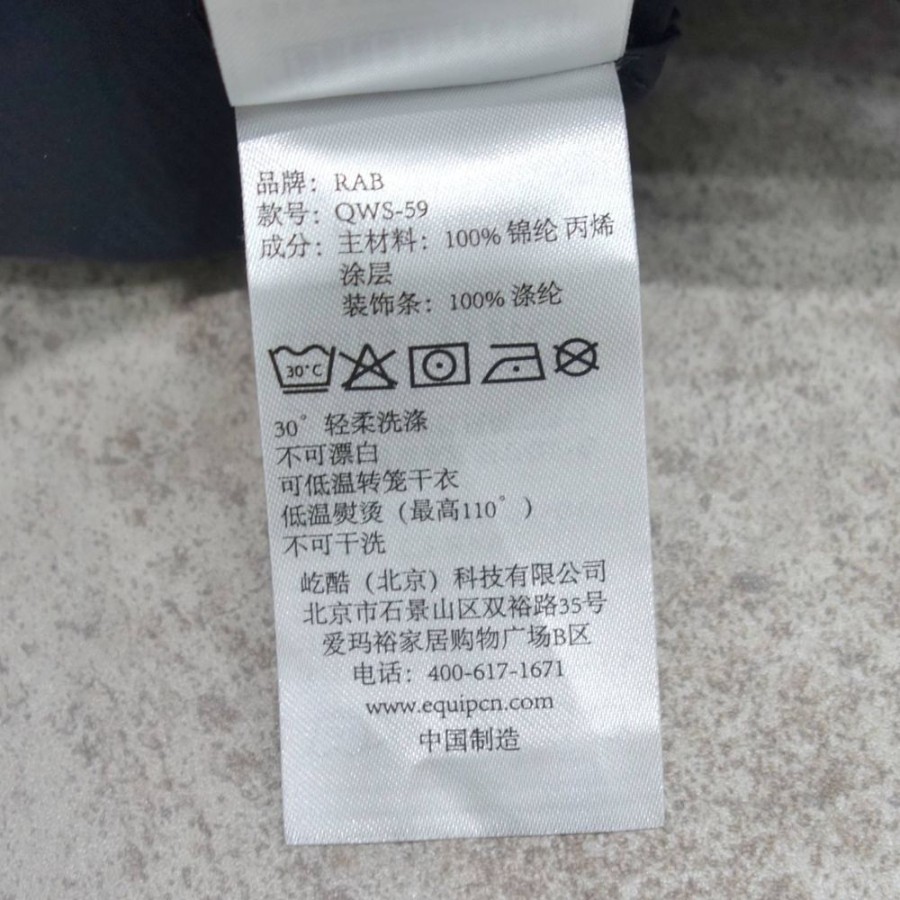 品牌：RAB
款号：QWS-59
成分：主材料：100% 锦纶 丙烯
涂层
装饰条：100% 涤纶
30°C
30°轻柔洗涤
不可漂白
可低温转笼干衣
低温熨烫（最高110°）
不可干洗
屹酷（北京）科技有限公司
北京市石景山区双裕路35号
爱玛裕家居购物广场B区
电话：400-617-1671
www.equipcn.com
中国制造